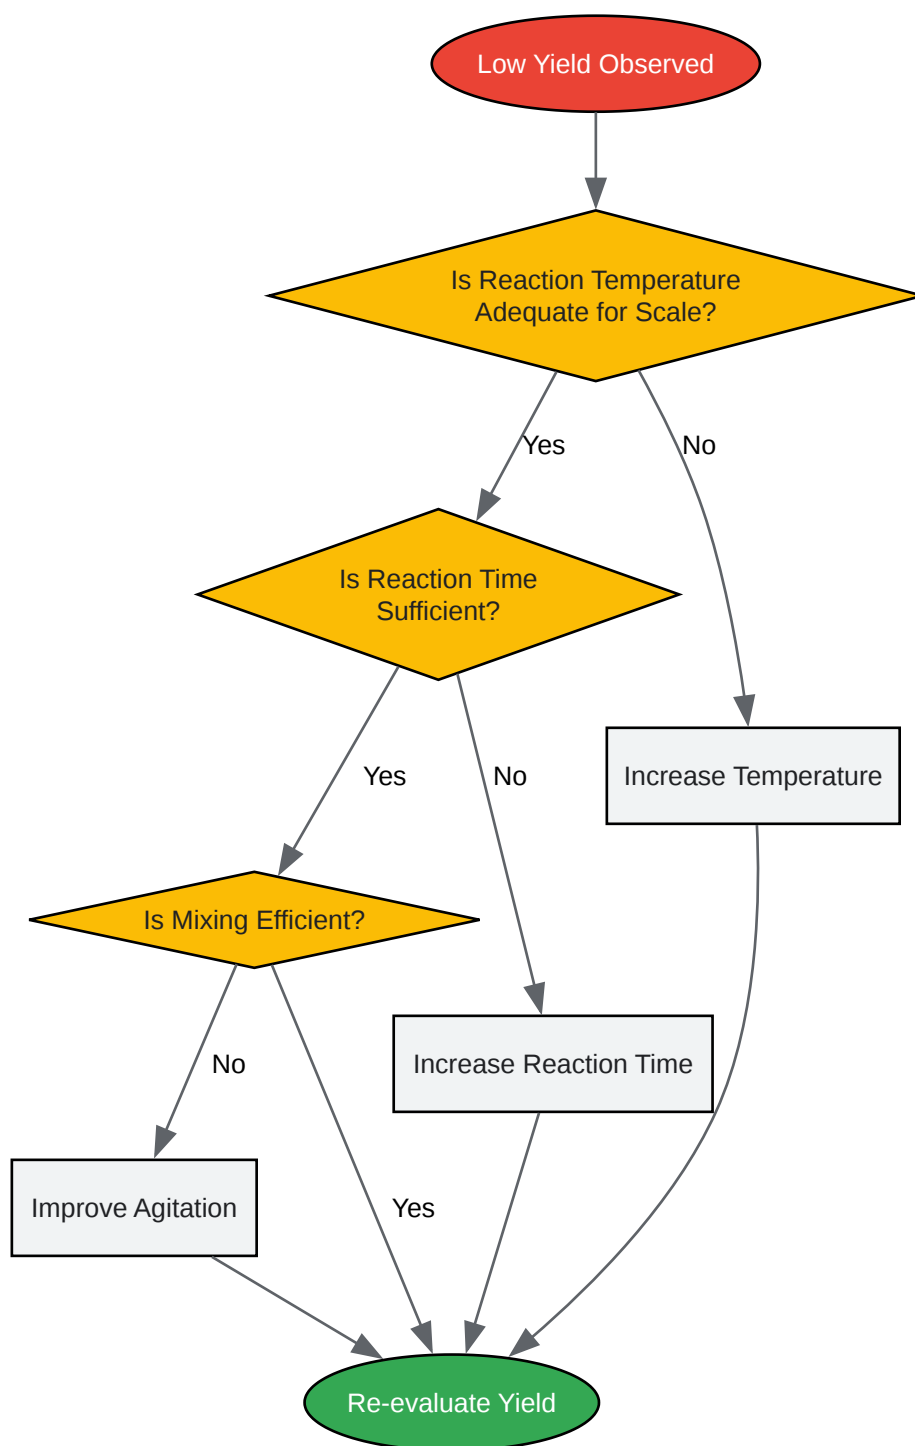 Low Yield Observed
Is Reaction Temperature
Adequate for Scale?
Yes
No
Is Reaction Time
Sufficient?
Yes
No
Increase Temperature
Is Mixing Efficient?
No
Increase Reaction Time
Improve Agitation
Yes
Re-evaluate Yield